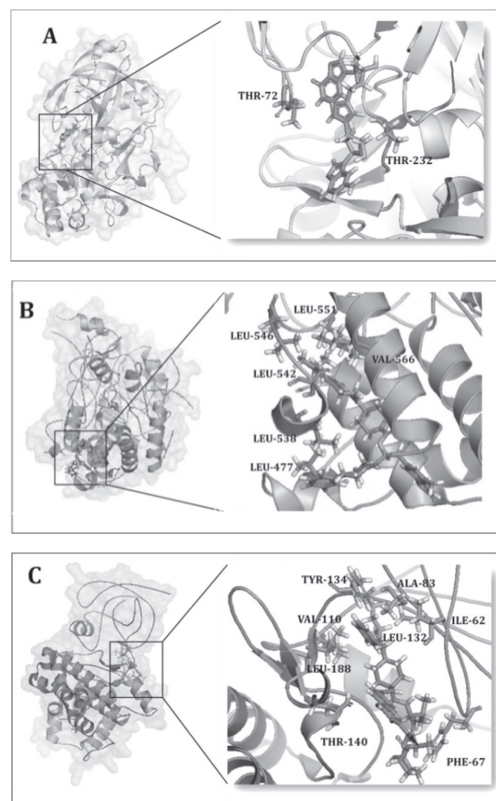 A
THR-72
THR-232
B
LEU-551
LEU-546
VAL-566
LEU-542
LEU-538
LEU-477
C
TYR-134
ALA-83
VAL-110
ILE-62
LEU-132
LEU-188
THR-140
PHE-67